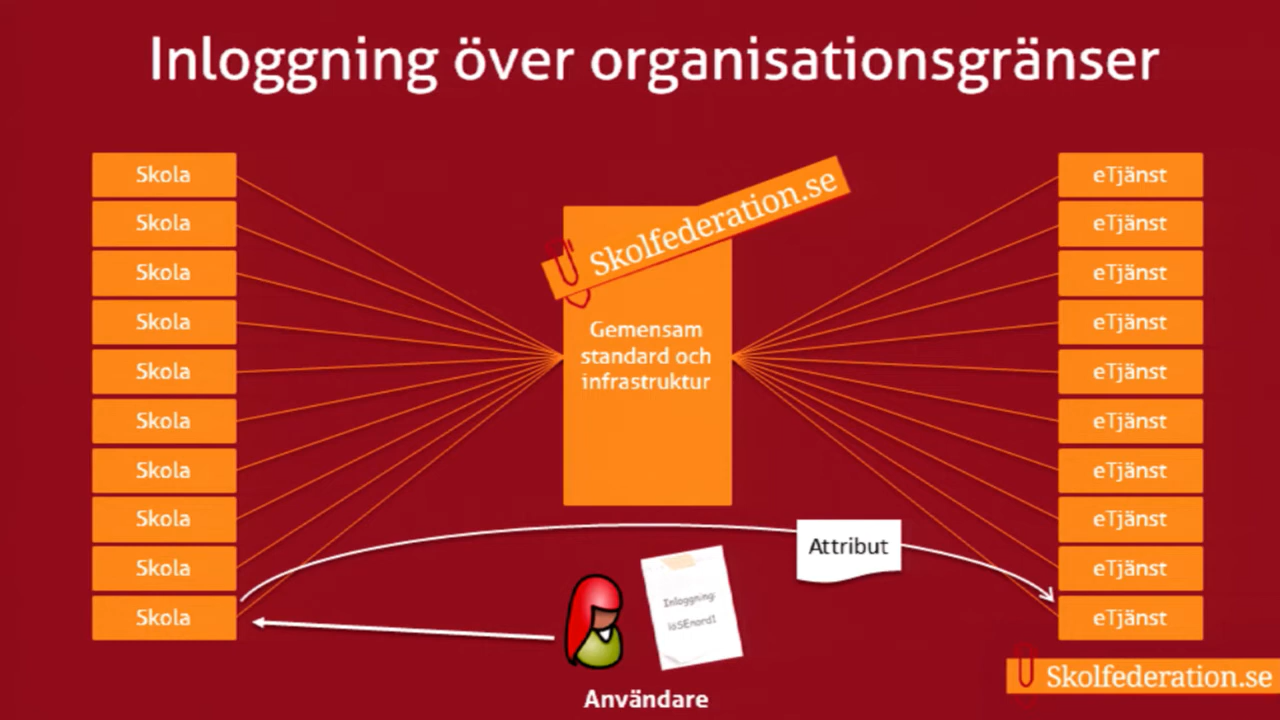 Inloggning över organisationsgränser
Skola
Skola
Skola
Skola
Skola
Skola
Skola
Skola
Skola
Skola
Skolfederation.se
Gemensam
standard och
infrastruktur
eTjänst
eTjänst
eTjänst
eTjänst
eTjänst
eTjänst
eTjänst
eTjänst
eTjänst
eTjänst
Attribut
Inloggning:
Användare
Skolfederation.se